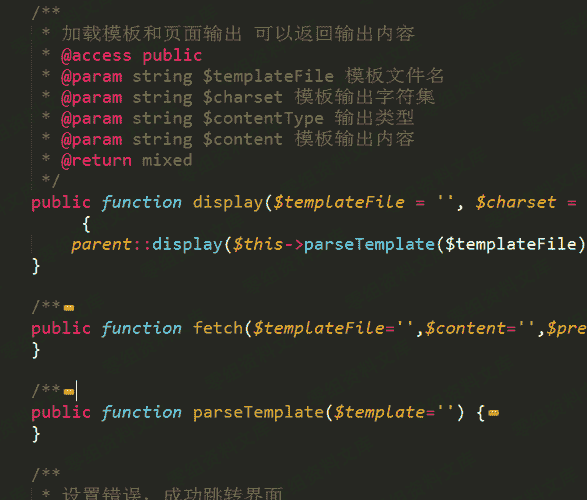 /**
* 加载模板和页面输出 可以返回输出内容
* @access public
* @param string $templateFile 模板文件名
* @param string $charset 模板输出字符集
* @param string $contentType 输出类型
* @param string $content 模板输出内容
* @return mixed
*/
public function display($templateFile = '', $charset =
{
parent::display($this->parseTemplate($templateFile)
}
/**
public function fetch($templateFile='',$content='',$pre
}
/**
public function parseTemplate($template='') {
}
/**
* 设置错误，成功跳转界面